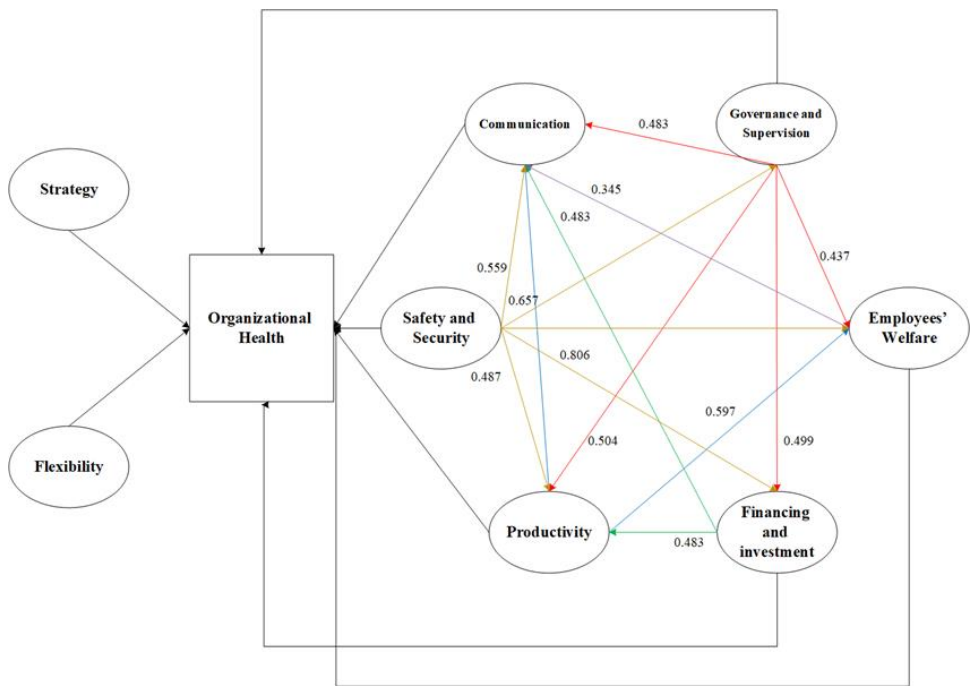 Communication
Governance and
Supervision
0.483
Strategy
0.345
0.483
0.437
0.559
0.657
Organizational
Health
Safety and
Security
Employees’
Welfare
0.806
0.487
0.597
0.504
0.499
Flexibility
Productivity
Financing
and
investment
0.483